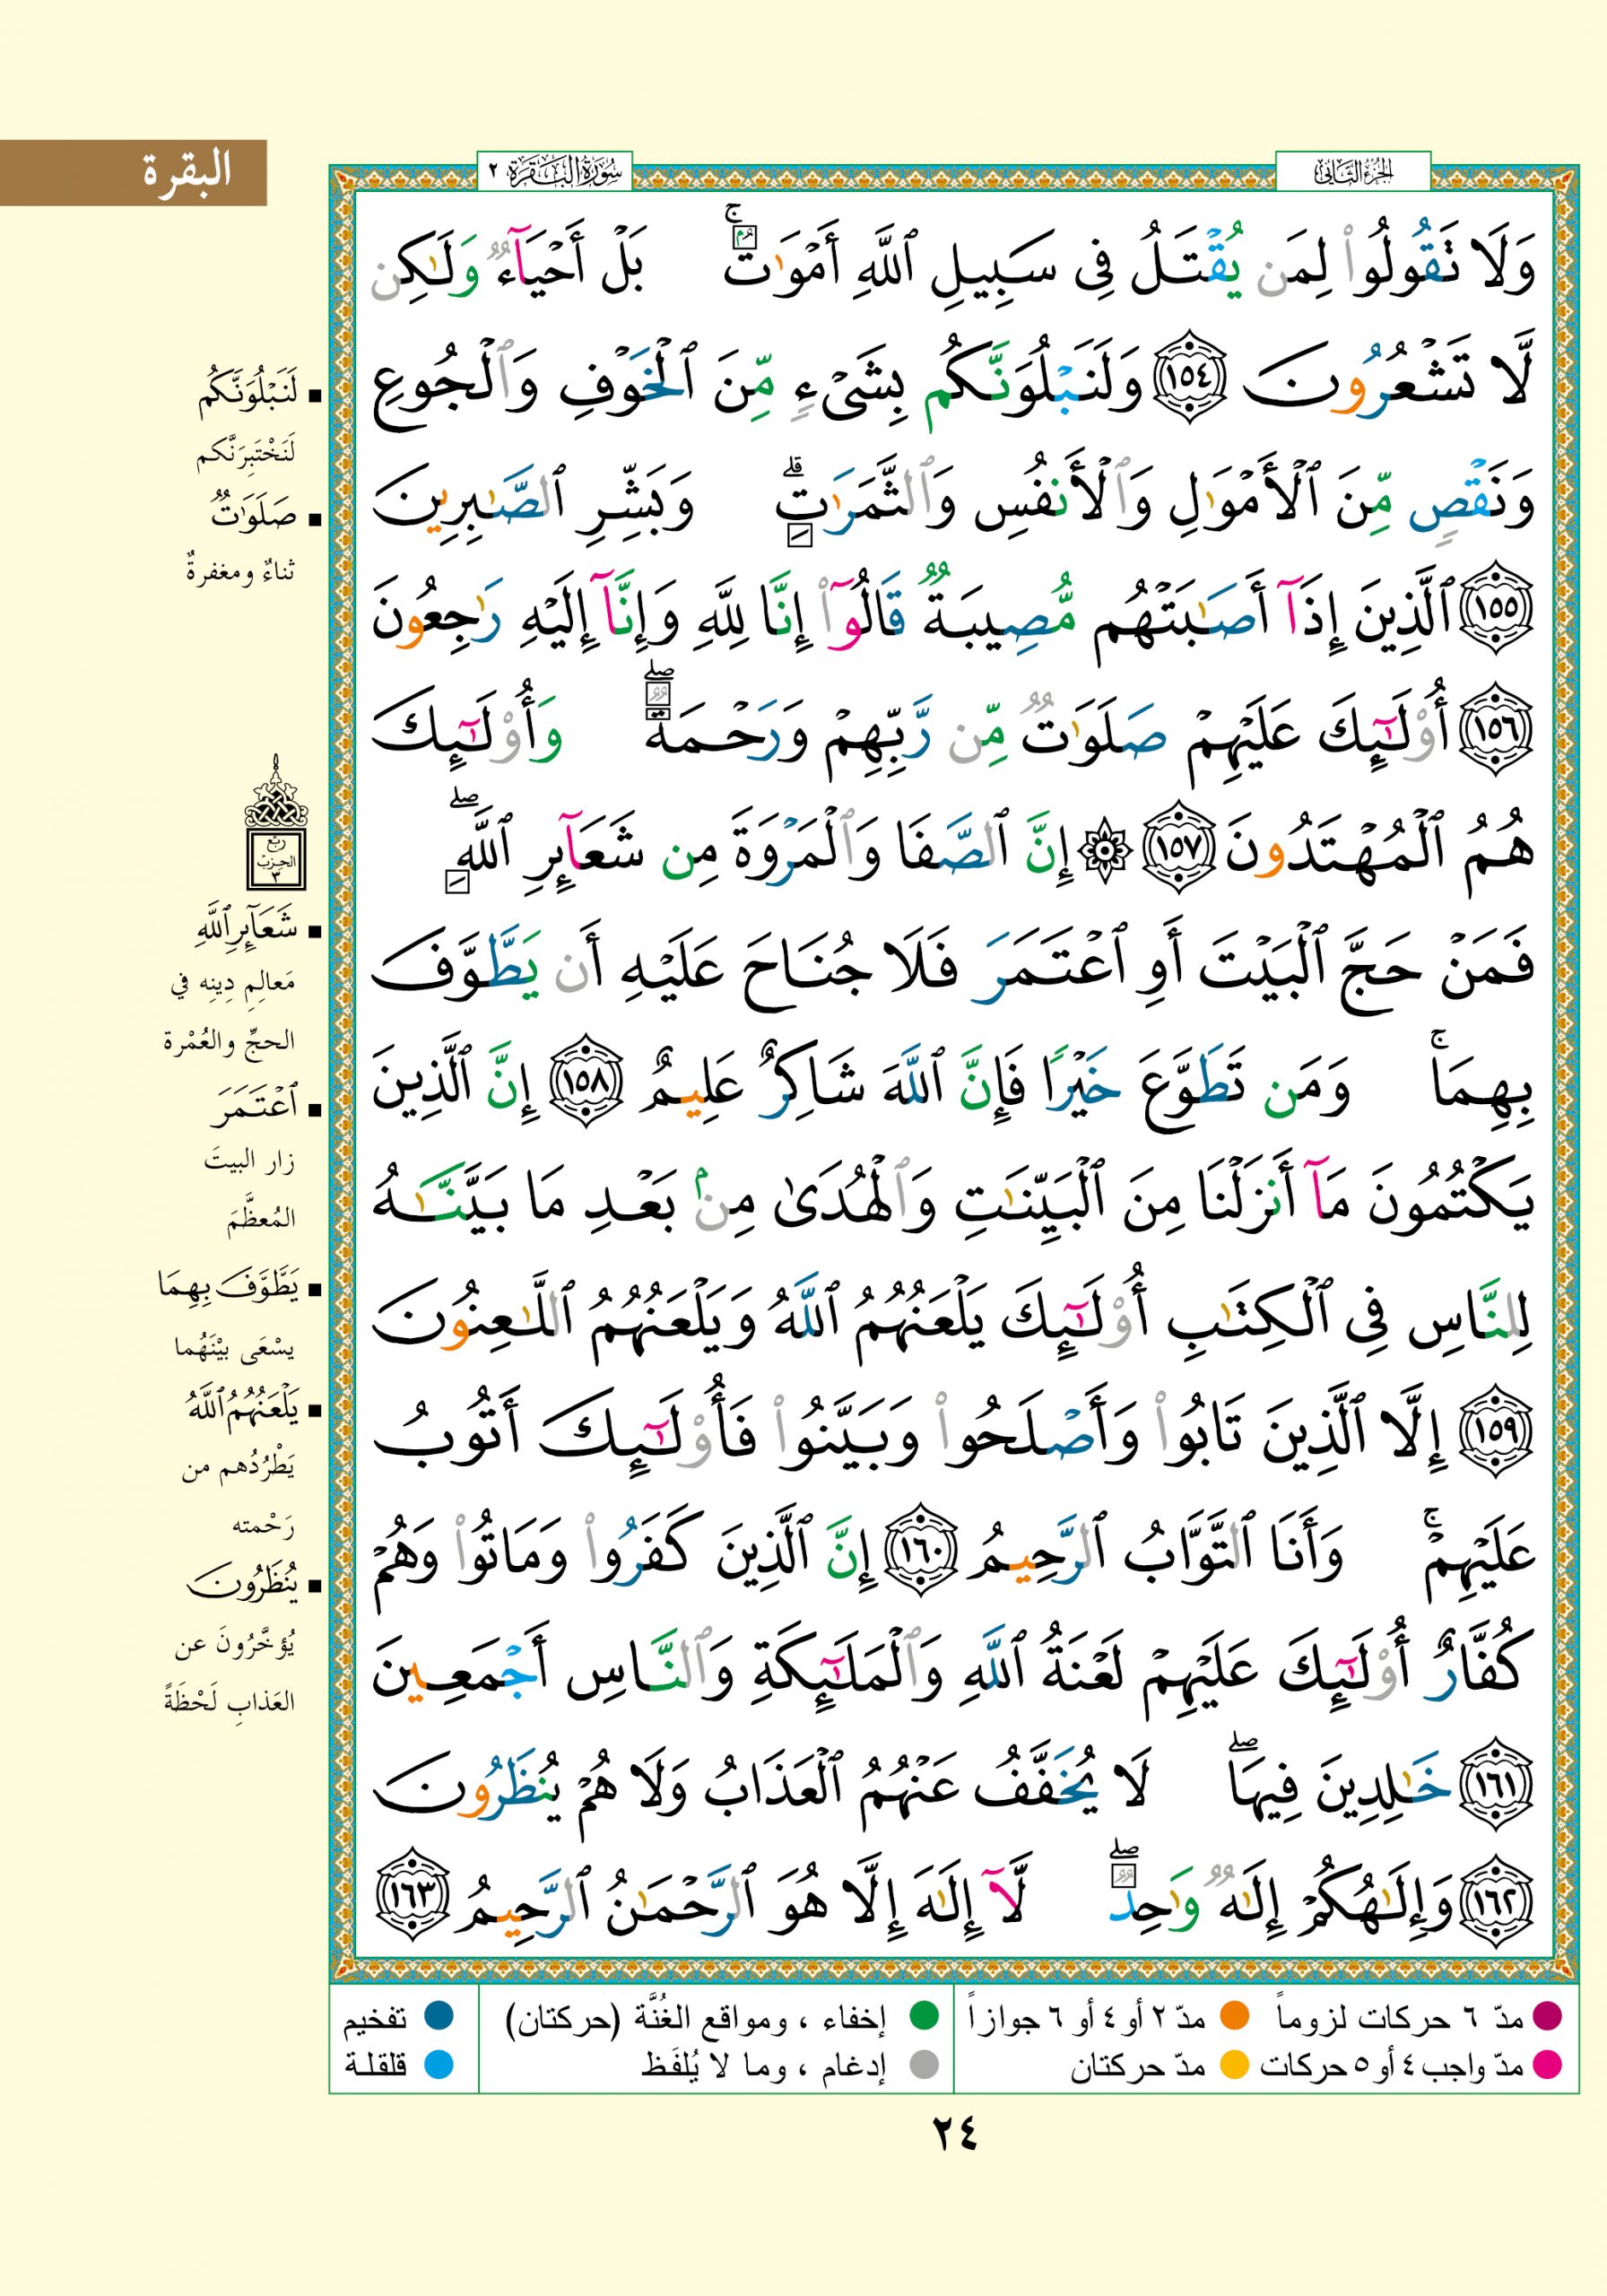 البقرة
الجزء الثاني
سورة البقرة ٢
وَلَا تَقُولُوا۟ لِمَن يُقْتَلُ فِى سَبِيلِ ٱللَّهِ أَمْوَٰتٌۢ ۚ بَلْ أَحْيَآءٌ وَلَـٰكِن
لَّا تَشْعُرُونَ ١٥٤ وَلَنَبْلُوَنَّكُم بِشَىْءٍ مِّنَ ٱلْخَوْفِ وَٱلْجُوعِ
وَنَقْصٍ مِّنَ ٱلْأَمْوَٰلِ وَٱلْأَنفُسِ وَٱلثَّمَرَٰتِ ۗ وَبَشِّرِ ٱلصَّـٰبِرِينَ
١٥٥ ٱلَّذِينَ إِذَآ أَصَـٰبَتْهُم مُّصِيبَةٌ قَالُوٓا۟ إِنَّا لِلَّهِ وَإِنَّآ إِلَيْهِ رَٰجِعُونَ
١٥٦ أُو۟لَـٰٓئِكَ عَلَيْهِمْ صَلَوَٰتٌ مِّن رَّبِّهِمْ وَرَحْمَةٌ ۖ وَأُو۟لَـٰٓئِكَ
هُمُ ٱلْمُهْتَدُونَ ١٥٧ ۞ إِنَّ ٱلصَّفَا وَٱلْمَرْوَةَ مِن شَعَآئِرِ ٱللَّهِ ۖ
فَمَنْ حَجَّ ٱلْبَيْتَ أَوِ ٱعْتَمَرَ فَلَا جُنَاحَ عَلَيْهِ أَن يَطَّوَّفَ
بِهِمَا ۚ وَمَن تَطَوَّعَ خَيْرًا فَإِنَّ ٱللَّهَ شَاكِرٌ عَلِيمٌ ١٥٨ إِنَّ ٱلَّذِينَ
يَكْتُمُونَ مَآ أَنزَلْنَا مِنَ ٱلْبَيِّنَـٰتِ وَٱلْهُدَىٰ مِنۢ بَعْدِ مَا بَيَّنَّـٰهُ
لِلنَّاسِ فِى ٱلْكِتَـٰبِ أُو۟لَـٰٓئِكَ يَلْعَنُهُمُ ٱللَّهُ وَيَلْعَنُهُمُ ٱللَّـٰعِنُونَ
١٥٩ إِلَّا ٱلَّذِينَ تَابُوا۟ وَأَصْلَحُوا۟ وَبَيَّنُوا۟ فَأُو۟لَـٰٓئِكَ أَتُوبُ
عَلَيْهِمْ ۚ وَأَنَا ٱلتَّوَّابُ ٱلرَّحِيمُ ١٦٠ إِنَّ ٱلَّذِينَ كَفَرُوا۟ وَمَاتُوا۟ وَهُمْ
كُفَّارٌ أُو۟لَـٰٓئِكَ عَلَيْهِمْ لَعْنَةُ ٱللَّهِ وَٱلْمَلَـٰٓئِكَةِ وَٱلنَّاسِ أَجْمَعِينَ
١٦١ خَـٰلِدِينَ فِيهَا ۖ لَا يُخَفَّفُ عَنْهُمُ ٱلْعَذَابُ وَلَا هُمْ يُنظَرُونَ
١٦٢ وَإِلَـٰهُكُمْ إِلَـٰهٌ وَٰحِدٌ ۖ لَّآ إِلَـٰهَ إِلَّا هُوَ ٱلرَّحْمَـٰنُ ٱلرَّحِيمُ ١٦٣
■ لَنَبْلُوَنَّكُم
لَنَخْتَبِرَنَّكم
■ صَلَوَٰتٌ
ثناءٌ ومغفرةٌ
ربع
الحزب
٣
■ شَعَآئِرِ ٱللَّهِ
مَعالِمِ دِينِه في
الحجِّ والعُمْرة
■ ٱعْتَمَرَ
زار البيتَ
المُعظَّمَ
■ يَطَّوَّفَ بِهِمَا
يسْعَى بيْنَهُما
■ يَلْعَنُهُمُ ٱللَّهُ
يَطْرُدُهم من
رَحْمته
■ يُنظَرُونَ
يُؤخَّرُونَ عن
العَذابِ لَحْظَةً
مدّ ٦ حركات لزوماً
مدّ ٢ أو ٤ أو ٦ جوازاً
إخفاء ، ومواقع الغُنَّة (حركتان)
تفخيم
مدّ واجب ٤ أو ٥ حركات
مدّ حركتان
إدغام ، وما لا يُلفَظ
قلقلة
٢٤